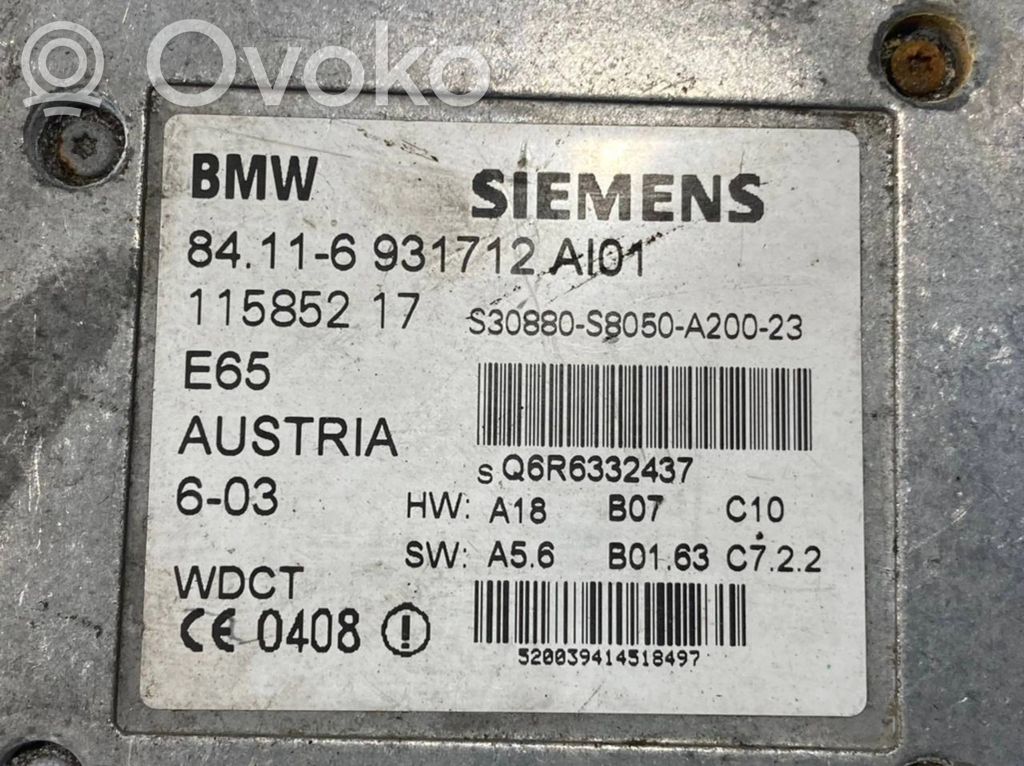 Ovoko
BMW SIEMENS
84.11-6 931712 AI01
115852 17 S30880-S8050-A200-23
E65
AUSTRIA
S Q6R6332437
6-03 HW: A18 B07 C10
SW: A5.6 B01.63 C7.2.2
WDCT
CE 0408
520039414518497